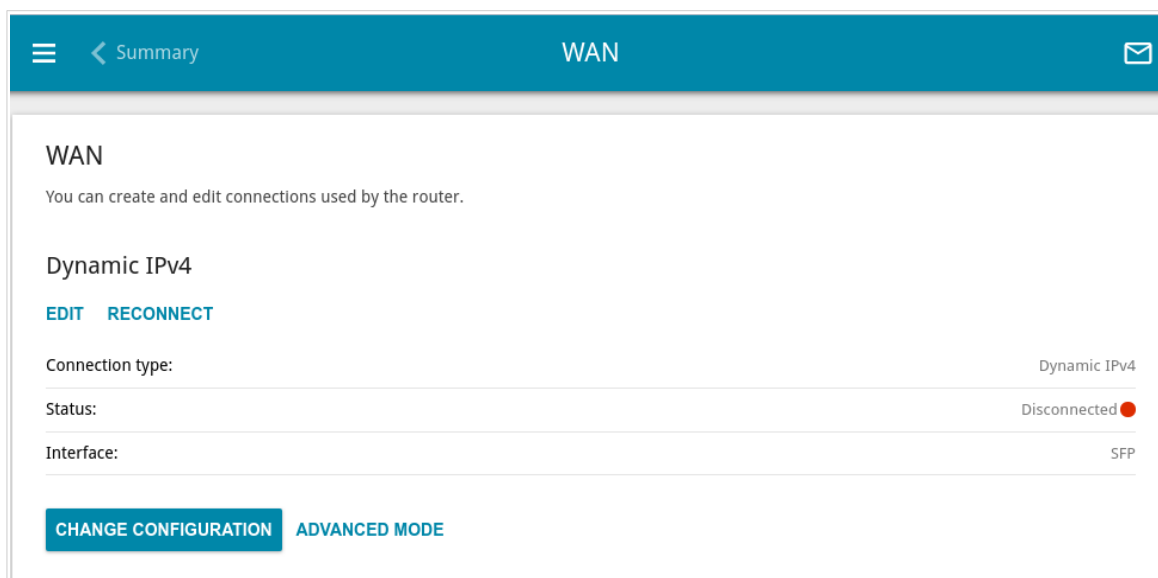 Summary
WAN
WAN
You can create and edit connections used by the router.
Dynamic IPv4
EDIT RECONNECT
Connection type: Dynamic IPv4
Status: Disconnected
Interface: SFP
CHANGE CONFIGURATION ADVANCED MODE